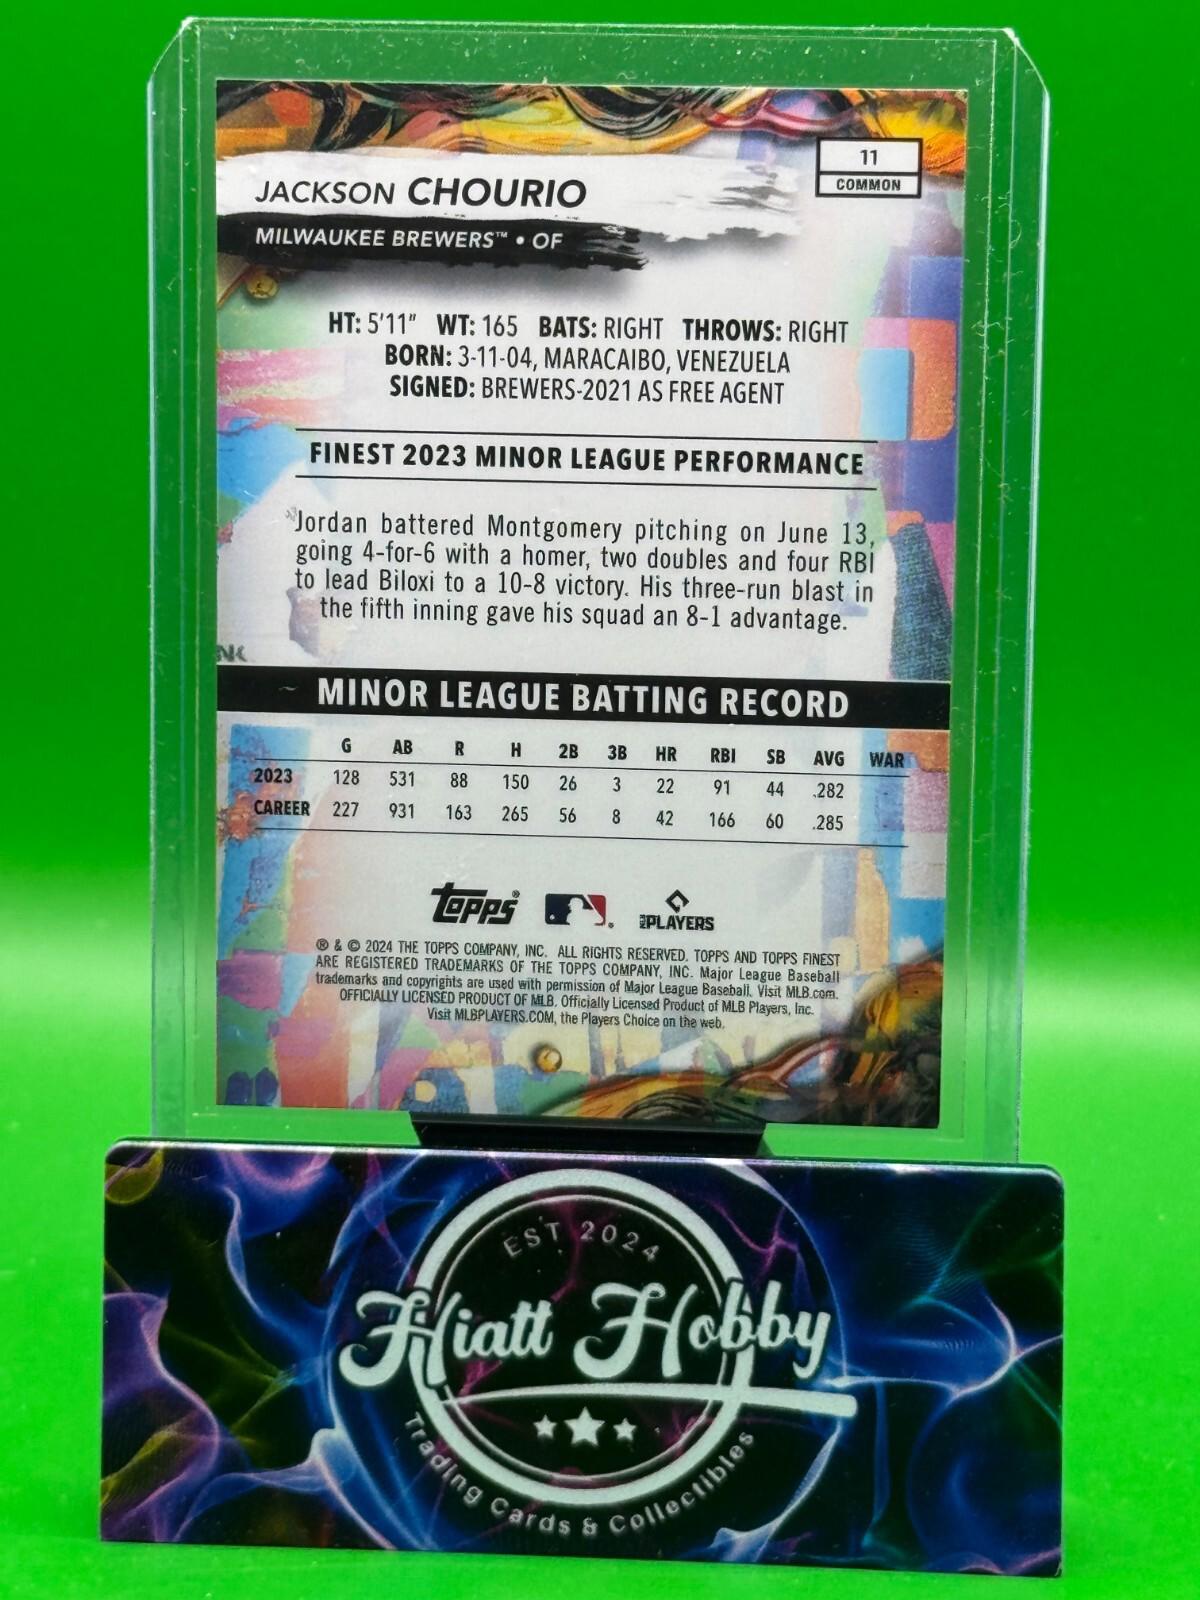 11
COMMON
JACKSON CHOURIO
MILWAUKEE BREWERS™ • OF
HT: 5'11" WT: 165 BATS: RIGHT THROWS: RIGHT
BORN: 3-11-04, MARACAIBO, VENEZUELA
SIGNED: BREWERS-2021 AS FREE AGENT
FINEST 2023 MINOR LEAGUE PERFORMANCE
Jordan battered Montgomery pitching on June 13,
going 4-for-6 with a homer, two doubles and four RBI
to lead Biloxi to a 10-8 victory. His three-run blast in
the fifth inning gave his squad an 8-1 advantage.
MINOR LEAGUE BATTING RECORD
G AB R H 2B 3B HR RBI SB AVG WAR
2023 128 531 88 150 26 3 22 91 44 .282
CAREER 227 931 163 265 56 8 42 166 60 .285
Topps® PLAYERS
® & © 2024 THE TOPPS COMPANY, INC. ALL RIGHTS RESERVED. TOPPS AND TOPPS FINEST
ARE REGISTERED TRADEMARKS OF THE TOPPS COMPANY, INC. Major League Baseball
trademarks and copyrights are used with permission of Major League Baseball. Visit MLB.com.
OFFICIALLY LICENSED PRODUCT OF MLB. Officially Licensed Product of MLB Players, Inc.
Visit MLBPLAYERS.COM, the Players Choice on the web.
EST 2024
Hiatt Hobby
Trading Cards & Collectibles